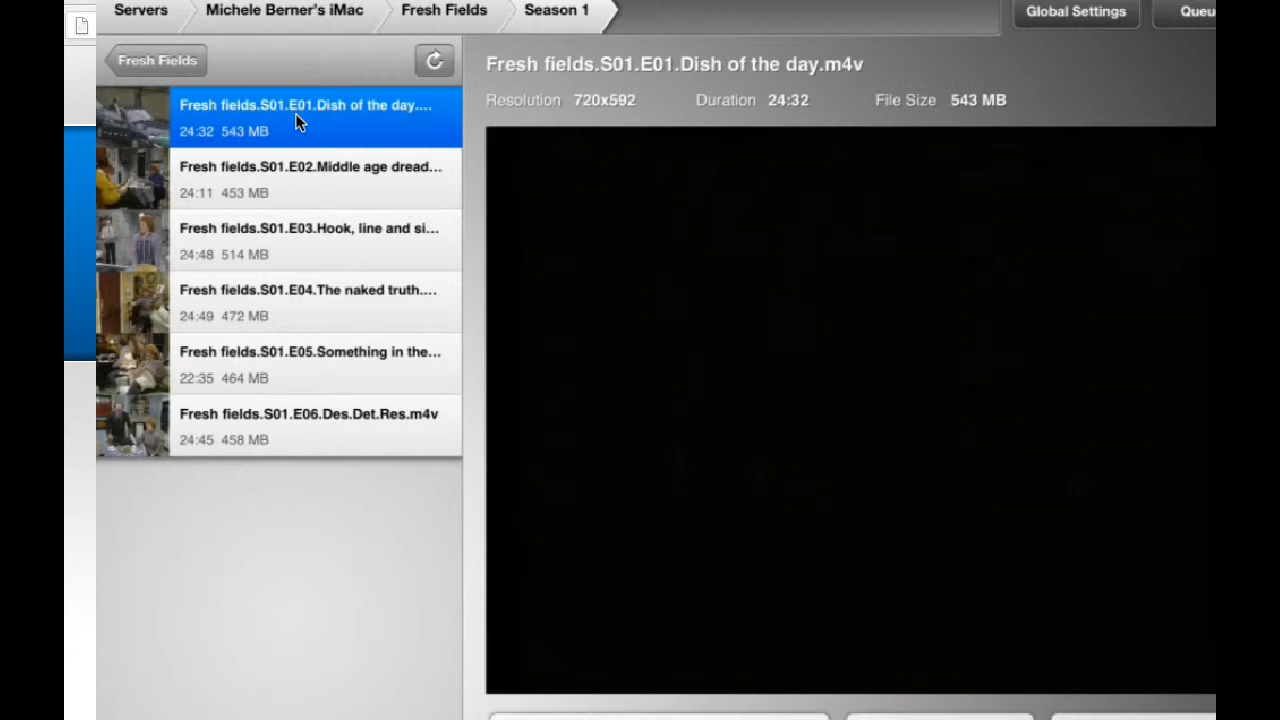 Servers Michele Berner's iMac Fresh Fields Season 1 Global Settings Queu
Fresh Fields
Fresh fields.S01.E01.Dish of the day.m4v
Resolution 720x592 Duration 24:32 File Size 543 MB
Fresh fields.S01.E01.Dish of the day....
24:32 543 MB
Fresh fields.S01.E02.Middle age dread...
24:11 453 MB
Fresh fields.S01.E03.Hook, line and si...
24:48 514 MB
Fresh fields.S01.E04.The naked truth....
24:49 472 MB
Fresh fields.S01.E05.Something in the...
22:35 464 MB
Fresh fields.S01.E06.Des.Det.Res.m4v
24:45 458 MB